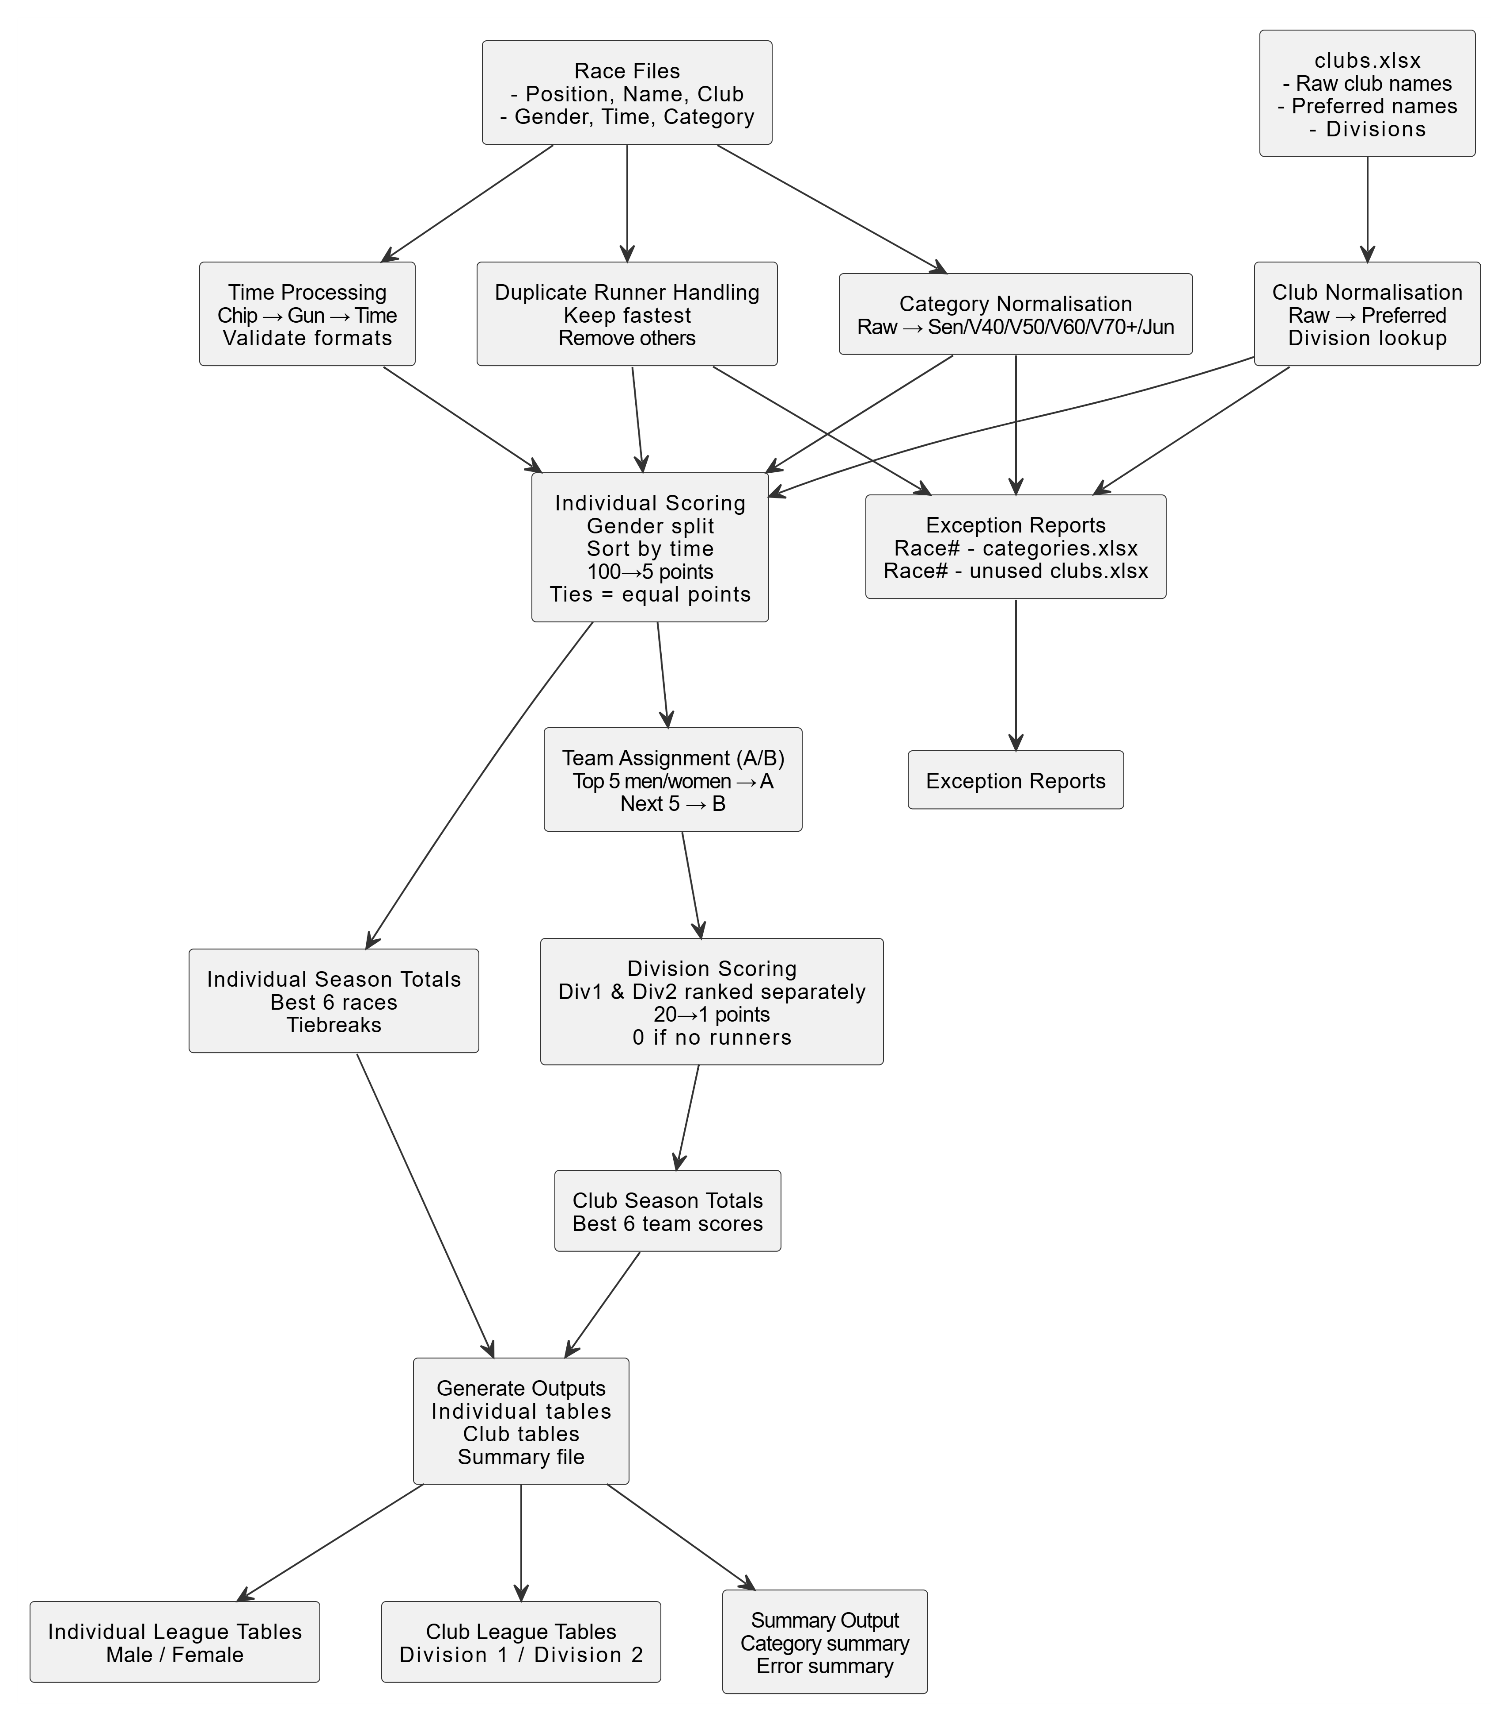 Race Files
- Position, Name, Club
- Gender, Time, Category
clubs.xlsx
- Raw club names
- Preferred names
- Divisions
Time Processing
Chip → Gun → Time
Validate formats
Duplicate Runner Handling
Keep fastest
Remove others
Category Normalisation
Raw → Sen/V40/V50/V60/V70+/Jun
Club Normalisation
Raw → Preferred
Division lookup
Individual Scoring
Gender split
Sort by time
100→5 points
Ties = equal points
Exception Reports
Race# - categories.xlsx
Race# - unused clubs.xlsx
Team Assignment (A/B)
Top 5 men/women → A
Next 5 → B
Exception Reports
Individual Season Totals
Best 6 races
Tiebreaks
Division Scoring
Div1 & Div2 ranked separately
20→1 points
0 if no runners
Club Season Totals
Best 6 team scores
Generate Outputs
Individual tables
Club tables
Summary file
Individual League Tables
Male / Female
Club League Tables
Division 1 / Division 2
Summary Output
Category summary
Error summary